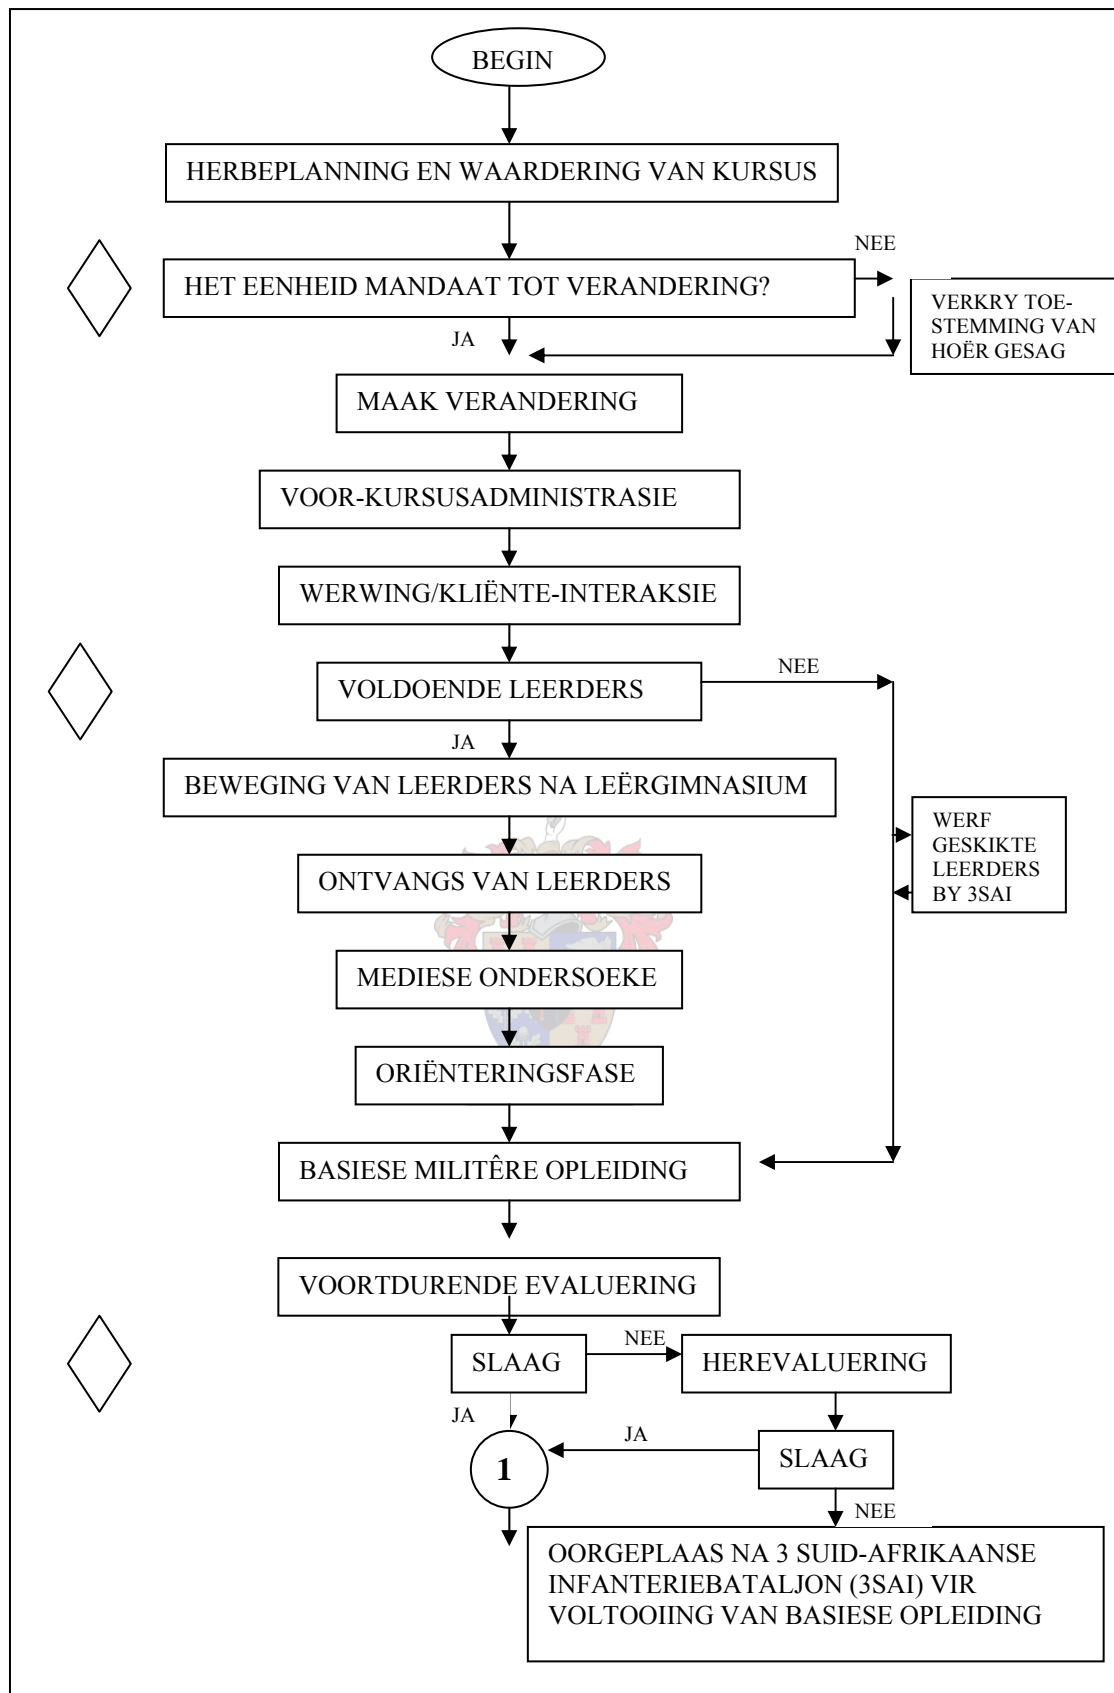 BEGIN
HERBEPLANNING EN WAARDERING VAN KURSUS
NEE
HET EENHEID MANDAAT TOT VERANDERING?
VERKRY TOE-
STEMMING VAN
HOËR GESAG
JA
MAAK VERANDERING
VOOR-KURSUSADMINISTRASIE
WERWING/KLIËNTE-INTERAKSIE
VOLDOENDE LEERDERS
NEE
JA
BEWEGING VAN LEERDERS NA LEËRGIMNASIUM
WERF
GESKIKTE
LEERDERS
BY 3SAI
ONTVANGS VAN LEERDERS
MEDIESE ONDERSOEKE
ORIËNTERINGSFASE
BASIESE MILITÊRE OPLEIDING
VOORTDURENDE EVALUERING
SLAAG
NEE
HEREVALUERING
JA
JA
1
SLAAG
NEE
OORGEPLAAS NA 3 SUID-AFRIKAANSE
INFANTERIEBATALJON (3SAI) VIR
VOLTOOIING VAN BASIESE OPLEIDING